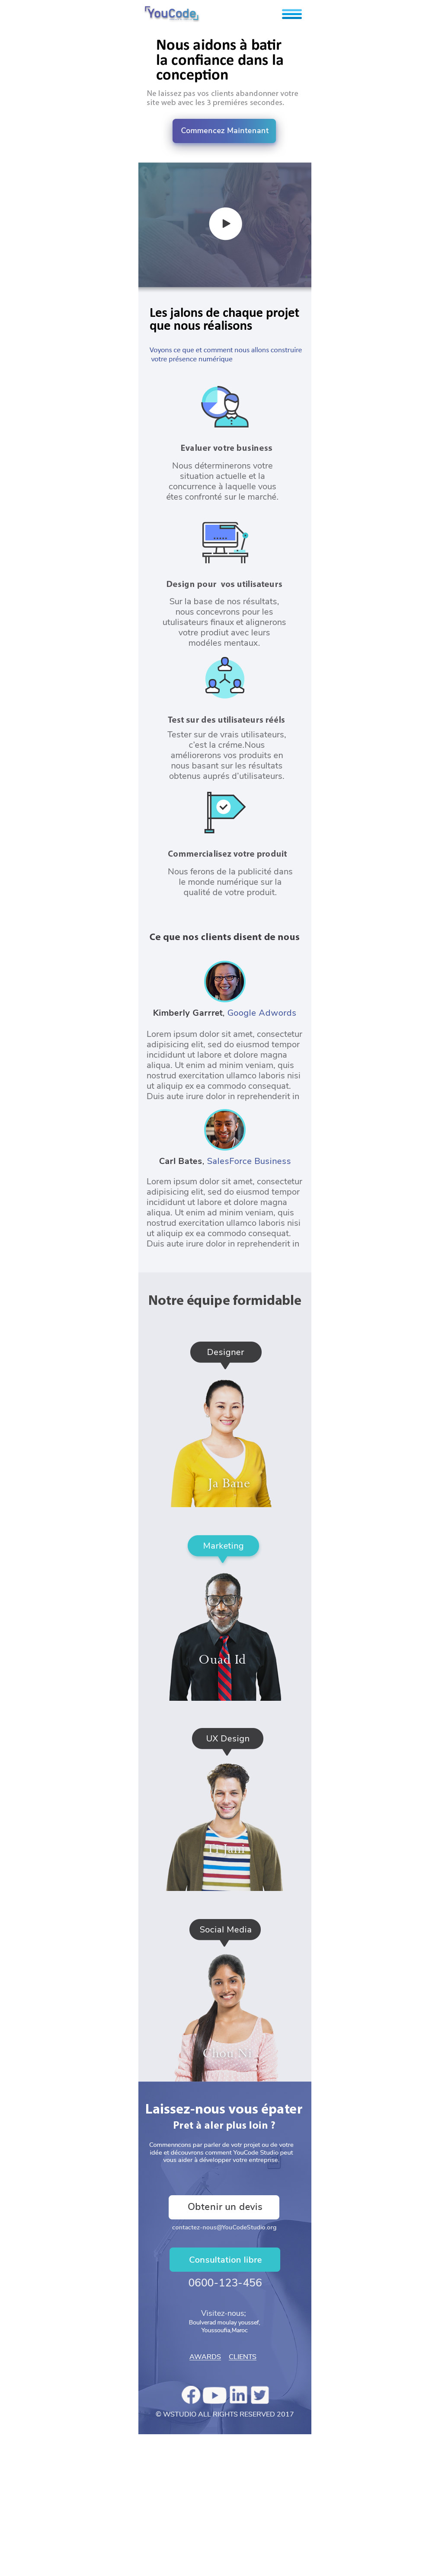 YouCode
Nous aidons à batir
la confiance dans la
conception
Ne laissez pas vos clients abandonner votre
site web avec les 3 premiéres secondes.
Commencez Maintenant
Les jalons de chaque projet
que nous réalisons
Voyons ce que et comment nous allons construire
votre présence numérique
Evaluer votre business
Nous déterminerons votre
situation actuelle et la
concurrence à laquelle vous
étes confronté sur le marché.
Design pour vos utilisateurs
Sur la base de nos résultats,
nous concevrons pour les
utulisateurs finaux et alignerons
votre prodiut avec leurs
modéles mentaux.
Test sur des utilisateurs rééls
Tester sur de vrais utilisateurs,
c'est la créme.Nous
améliorerons vos produits en
nous basant sur les résultats
obtenus auprés d'utilisateurs.
Commercialisez votre produit
Nous ferons de la publicité dans
le monde numérique sur la
qualité de votre produit.
Ce que nos clients disent de nous
Kimberly Garrret, Google Adwords
Lorem ipsum dolor sit amet, consectetur
adipisicing elit, sed do eiusmod tempor
incididunt ut labore et dolore magna
aliqua. Ut enim ad minim veniam, quis
nostrud exercitation ullamco laboris nisi
ut aliquip ex ea commodo consequat.
Duis aute irure dolor in reprehenderit in
Carl Bates, SalesForce Business
Lorem ipsum dolor sit amet, consectetur
adipisicing elit, sed do eiusmod tempor
incididunt ut labore et dolore magna
aliqua. Ut enim ad minim veniam, quis
nostrud exercitation ullamco laboris nisi
ut aliquip ex ea commodo consequat.
Duis aute irure dolor in reprehenderit in
Notre équipe formidable
Designer
Ja Bane
Marketing
Ouad Id
UX Design
Social Media
Chou Ni
Laissez-nous vous épater
Pret à aler plus loin ?
Commenncons par parler de votr projet ou de votre
idée et découvrons comment YouCode Studio peut
vous aider à développer votre entreprise.
Obtenir un devis
contactez-nous@YouCodeStudio.org
Consultation libre
0600-123-456
Visitez-nous;
Boulverad moulay youssef,
Youssoufia,Maroc
AWARDS CLIENTS
© WSTUDIO ALL RIGHTS RESERVED 2017